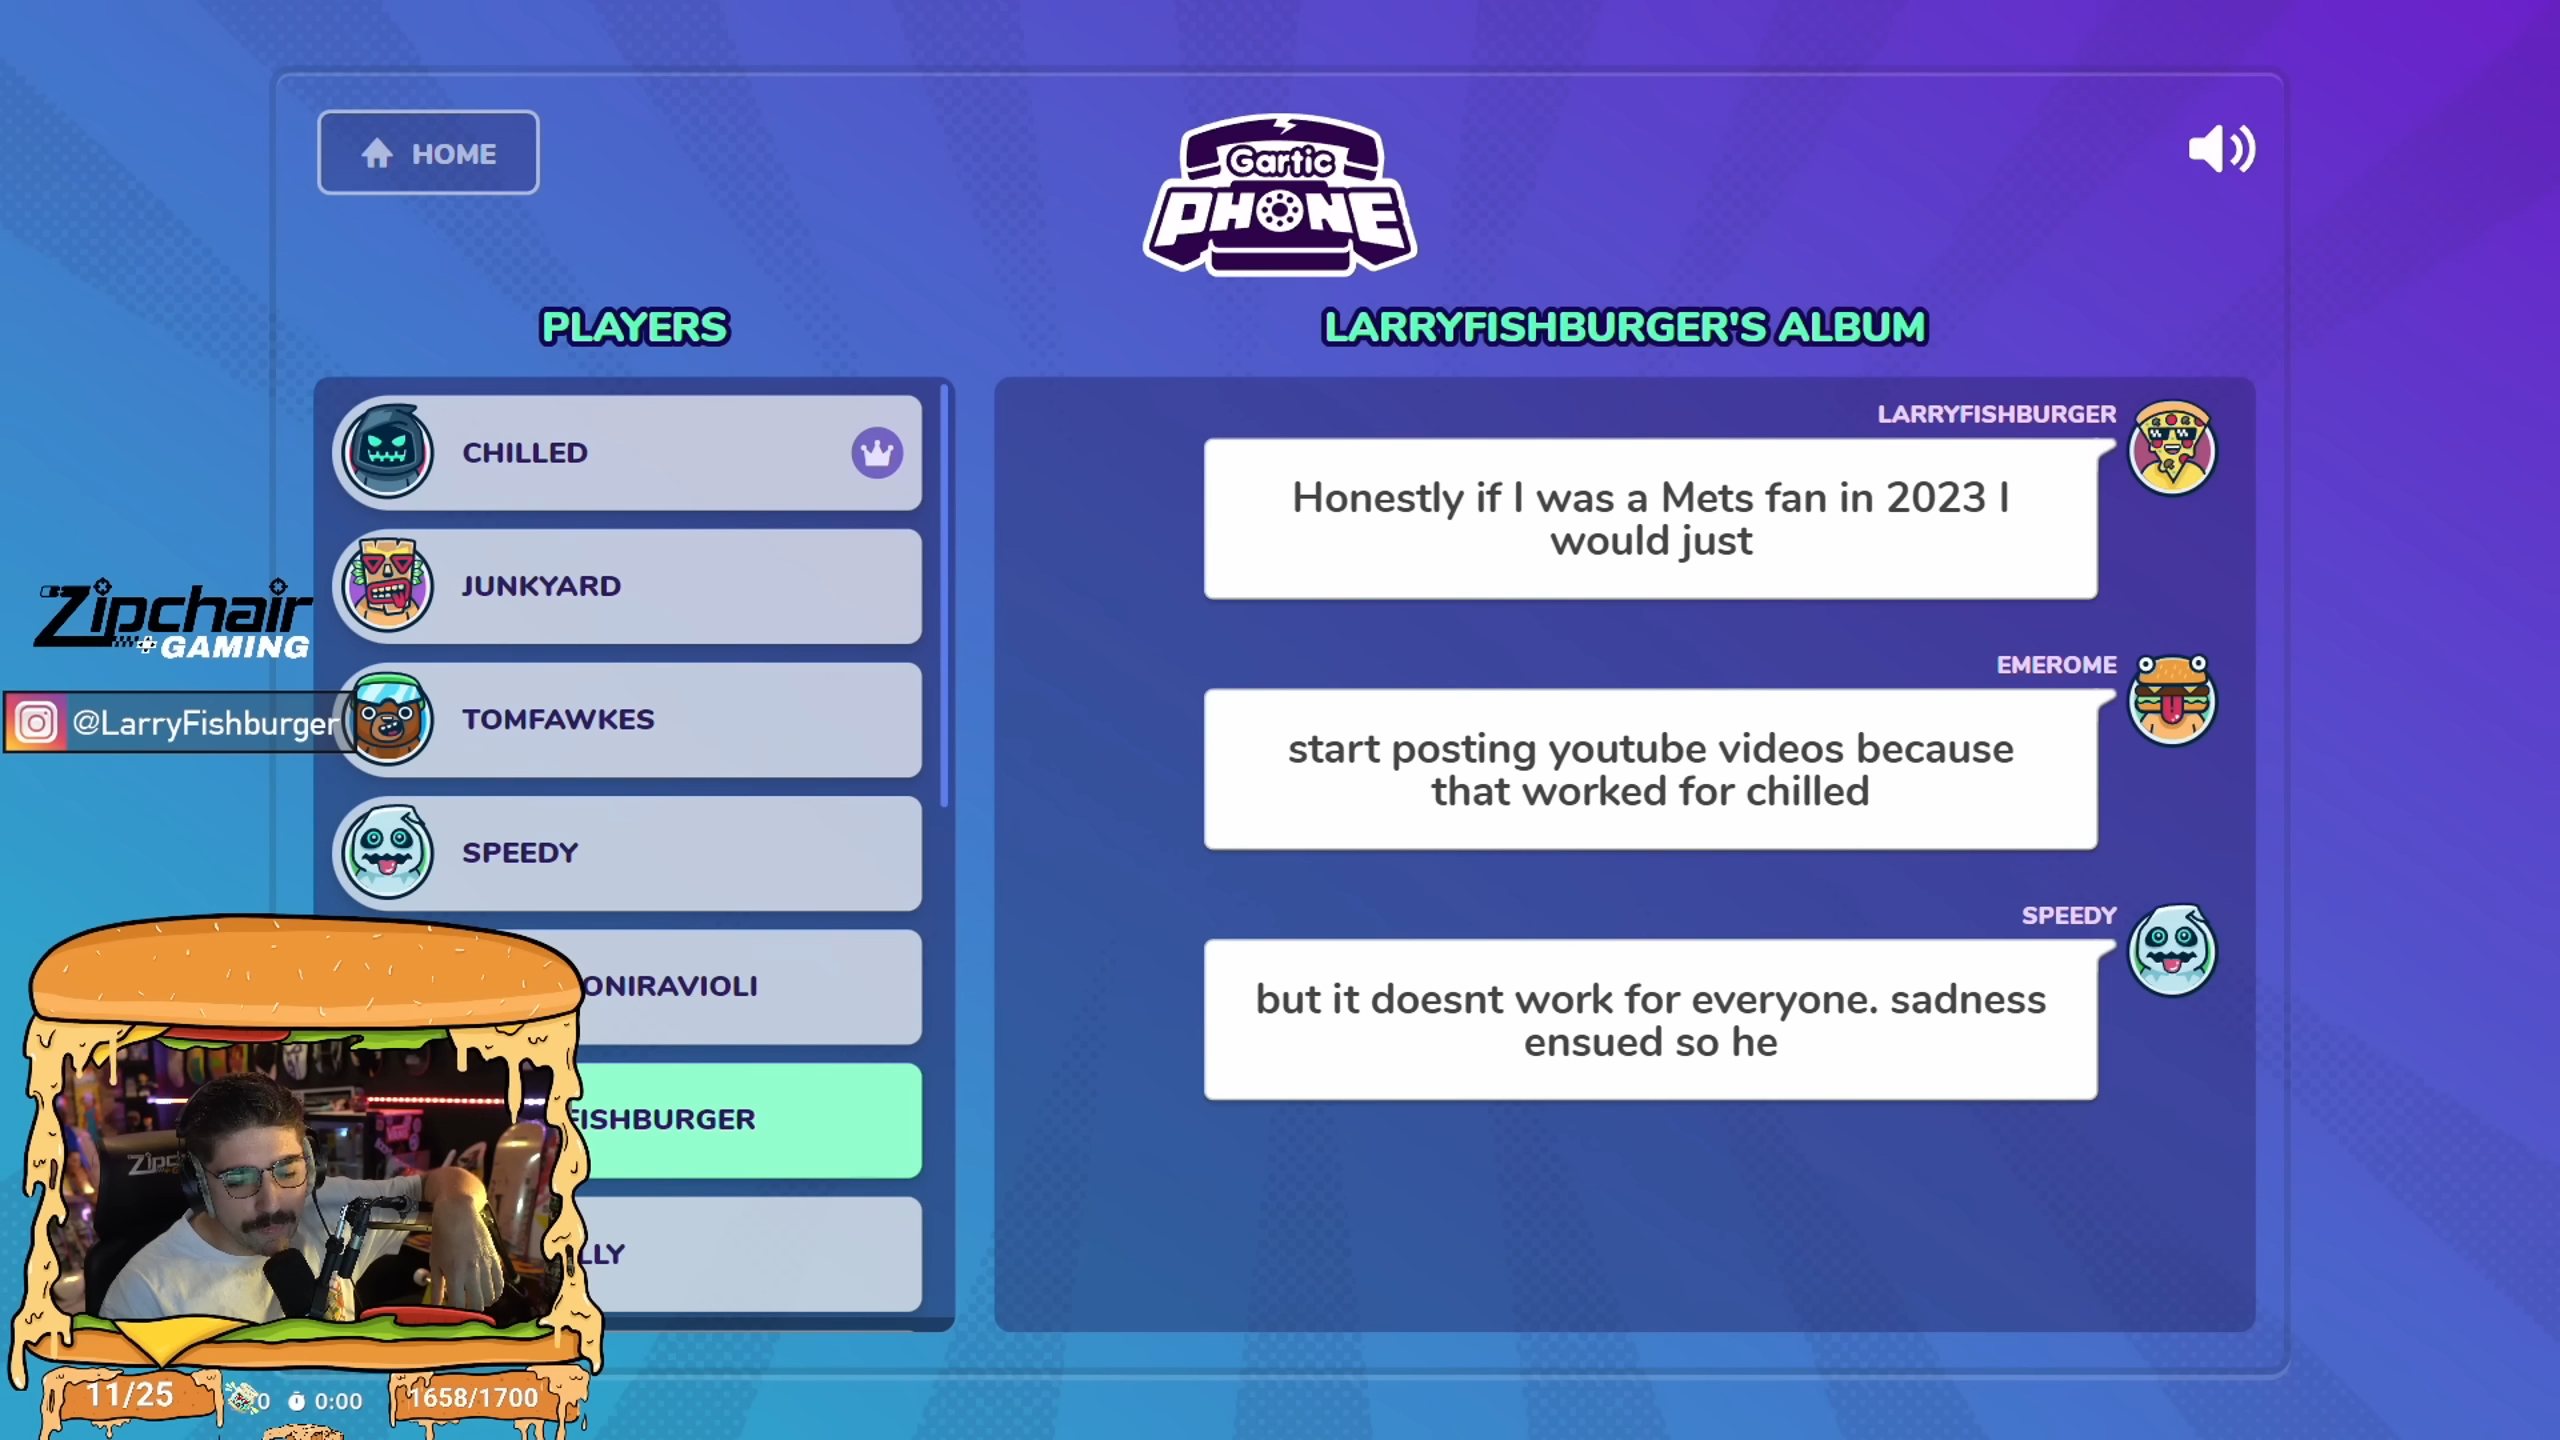 HOME
Gartic
PHONE
PLAYERS
LARRYFISHBURGER'S ALBUM
CHILLED
JUNKYARD
TOMFAWKES
SPEEDY
ONIRAVIOLI
FISHBURGER
LLY
LARRYFISHBURGER
Honestly if I was a Mets fan in 2023 I
would just
EMEROME
start posting youtube videos because
that worked for chilled
SPEEDY
but it doesnt work for everyone. sadness
ensued so he
Zipchair
GAMING
@LarryFishburger
Zipc
11/25
0
0:00
1658/1700